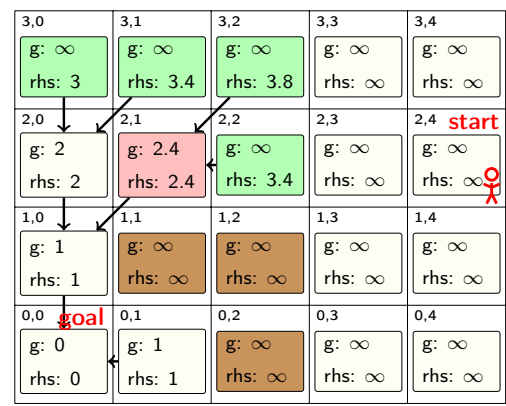 3,0 3,1 3,2 3,3 3,4
g: ∞ g: ∞ g: ∞ g: ∞ g: ∞
rhs: 3 rhs: 3.4 rhs: 3.8 rhs: ∞ rhs: ∞
2,0 2,1 2,2 2,3 2,4 start
g: 2 g: 2.4 g: ∞ g: ∞ g: ∞
rhs: 2 rhs: 2.4 rhs: 3.4 rhs: ∞ rhs: ∞
1,0 1,1 1,2 1,3 1,4
g: 1 g: ∞ g: ∞ g: ∞ g: ∞
rhs: 1 rhs: ∞ rhs: ∞ rhs: ∞ rhs: ∞
0,0 goal 0,1 0,2 0,3 0,4
g: 0 g: 1 g: ∞ g: ∞ g: ∞
rhs: 0 rhs: 1 rhs: ∞ rhs: ∞ rhs: ∞